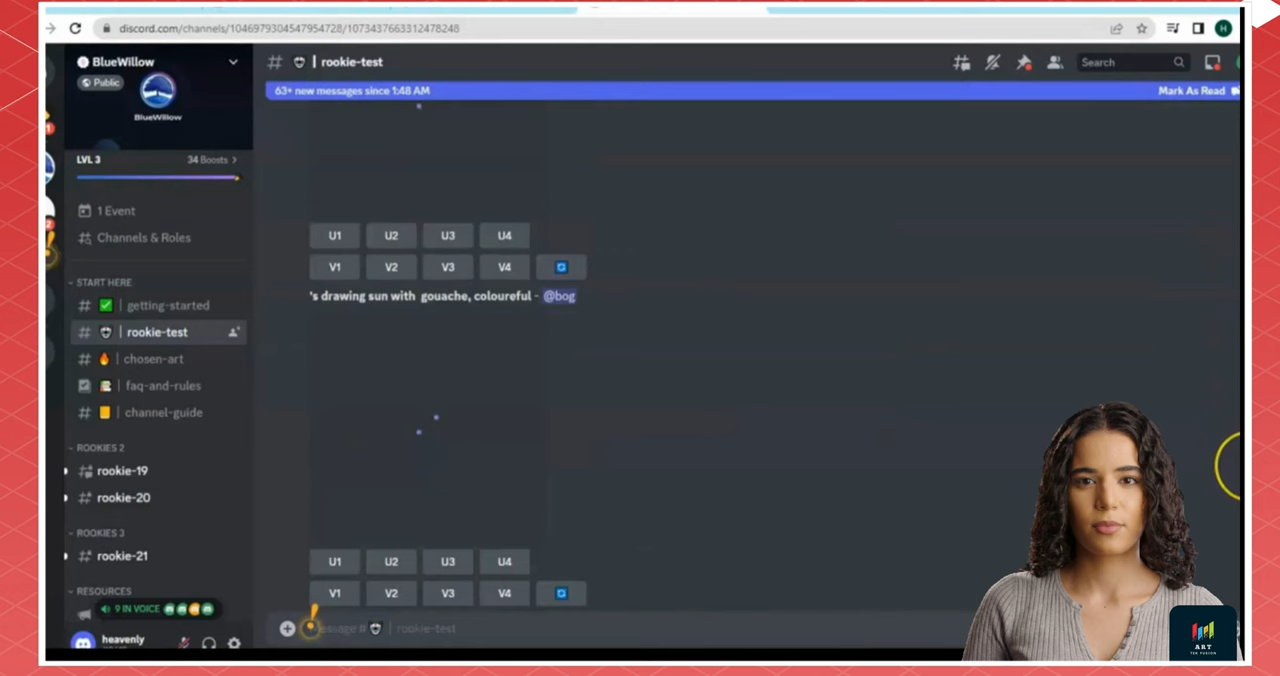 discord.com/channels/1046979304547954728/1073437663312478248
H
BlueWillow
Public
BlueWillow
LVL 3
34 Boosts >
1 Event
Channels & Roles
START HERE
# | getting-started
# | rookie-test
# | chosen-art
| faq-and-rules
# | channel-guide
ROOKIES 2
rookie-19
rookie-20
ROOKIES 3
rookie-21
RESOURCES
9 IN VOICE
heavenly
# | rookie-test
Search
63+ new messages since 1:48 AM
Mark As Read
U1 U2 U3 U4
V1 V2 V3 V4
's drawing sun with gouache, coloureful - @bog
U1 U2 U3 U4
V1 V2 V3 V4
# | rookie-test
ART